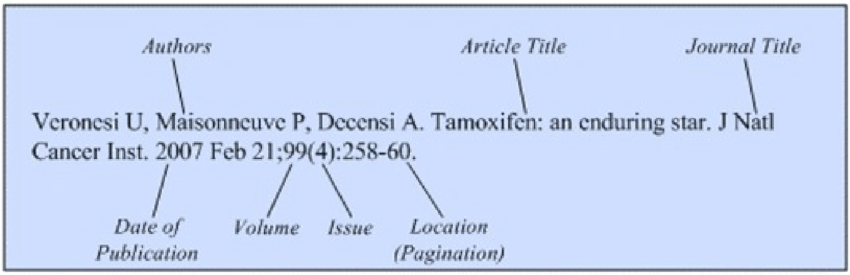 Authors Article Title Journal Title
Veronesi U, Maisonneuve P, Decensi A. Tamoxifen: an enduring star. J Natl
Cancer Inst. 2007 Feb 21;99(4):258-60.
Date of Volume Issue Location
Publication (Pagination)